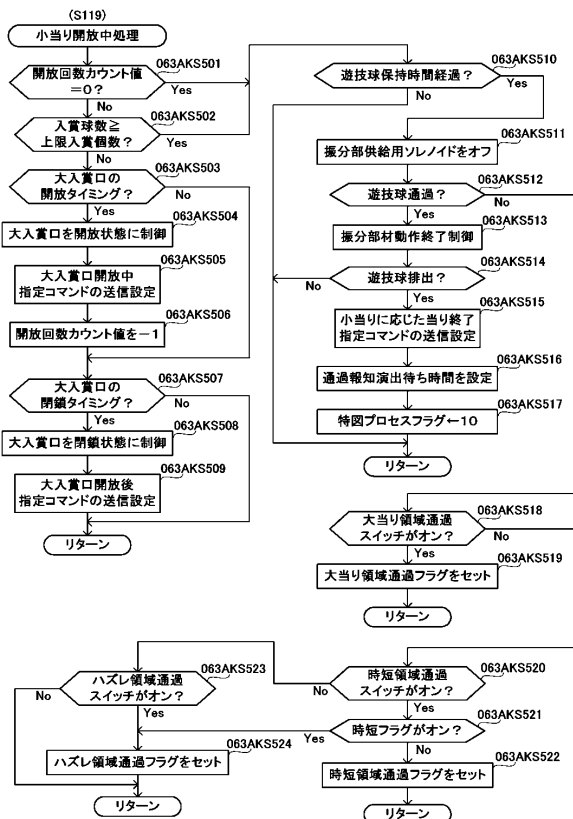 (S119)
小当り開放中処理
063AKS501
開放回数カウント値
＝0？
Yes
No
063AKS502
入賞球数≧
上限入賞個数？
Yes
No
063AKS503
大入賞口の
開放タイミング？
No
Yes
063AKS504
大入賞口を開放状態に制御
063AKS505
大入賞口開放中
指定コマンドの送信設定
063AKS506
開放回数カウント値を－1
063AKS507
大入賞口の
閉鎖タイミング？
No
Yes
063AKS508
大入賞口を閉鎖状態に制御
063AKS509
大入賞口開放後
指定コマンドの送信設定
リターン
063AKS510
遊技球保持時間経過？
Yes
No
063AKS511
振分部供給用ソレノイドをオフ
063AKS512
遊技球通過？
No
Yes
063AKS513
振分部材動作終了制御
063AKS514
遊技球排出？
No
Yes
063AKS515
小当りに応じた当り終了
指定コマンドの送信設定
063AKS516
通過報知演出待ち時間を設定
063AKS517
特図プロセスフラグ←10
リターン
063AKS518
大当り領域通過
スイッチがオン？
No
Yes
063AKS519
大当り領域通過フラグをセット
リターン
063AKS520
時短領域通過
スイッチがオン？
No
Yes
063AKS521
時短フラグがオン？
Yes
No
063AKS522
時短領域通過フラグをセット
リターン
063AKS523
ハズレ領域通過
スイッチがオン？
No
Yes
063AKS524
ハズレ領域通過フラグをセット
リターン